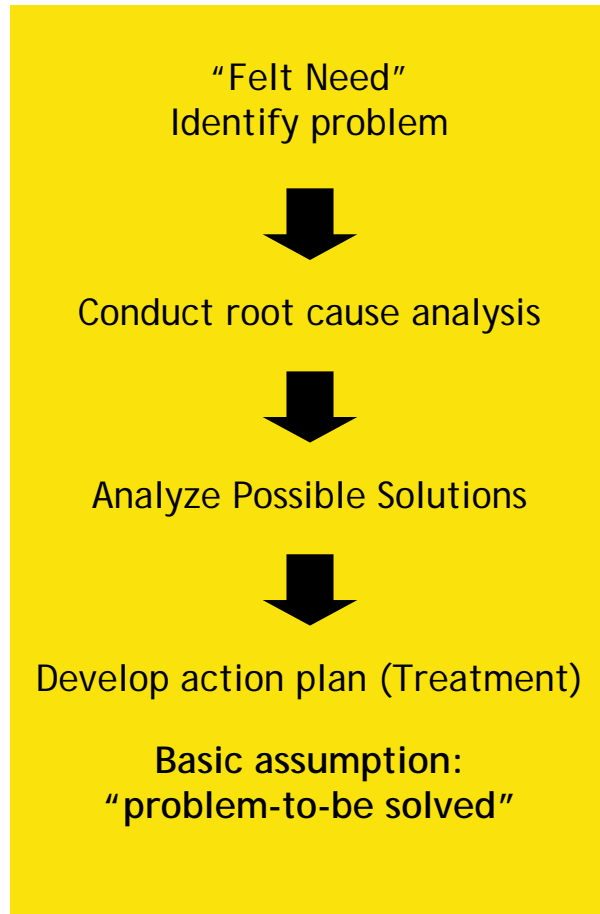 “Felt Need”
Identify problem
Conduct root cause analysis
Analyze Possible Solutions
Develop action plan (Treatment)
Basic assumption:
“problem-to-be solved”